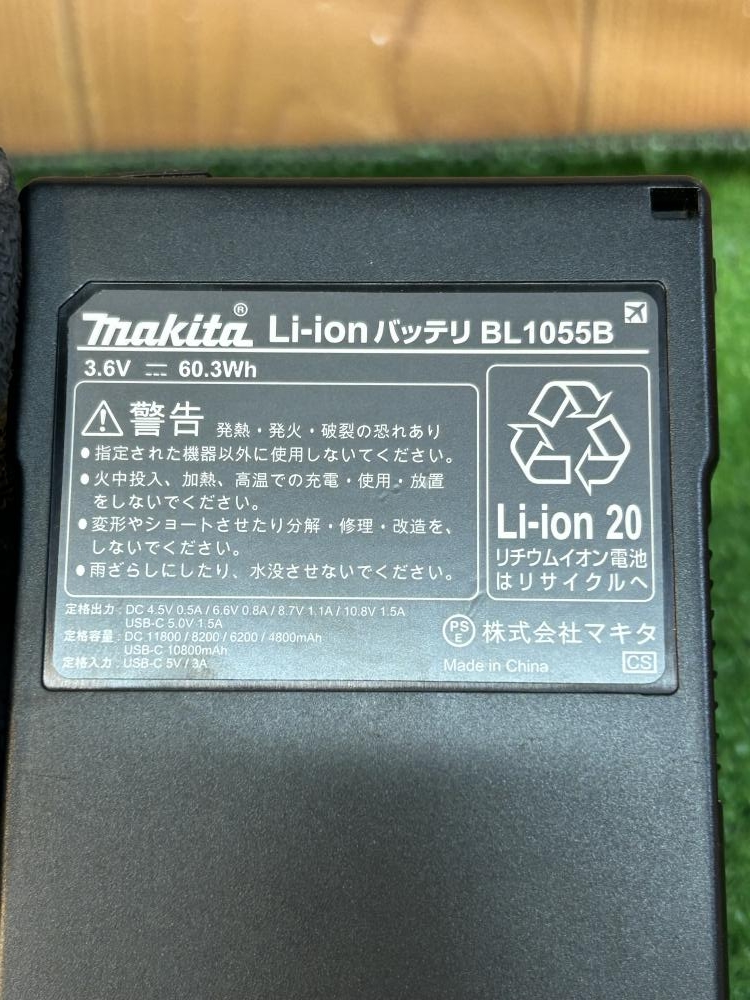 makita® Li-ion バッテリ BL1055B
3.6V ⎓ 60.3Wh
警告 発熱・発火・破裂の恐れあり
●指定された機器以外に使用しないてください。
●火中投入、加熱、高温での充電・使用・放置
をしないでください。
●変形やショートさせたり分解・修理・改造を、
しないでください。
●雨ざらしにしたり、水没させないでください。
Li-ion 20
リチウムイオン電池
はリサイクルへ
定格出力 : DC 4.5V 0.5A / 6.6V 0.8A / 8.7V 1.1A / 10.8V 1.5A
USB-C 5.0V 1.5A
定格容量 : DC 11800 / 8200 / 6200 / 4800mAh
USB-C 10800mAh
定格入力 : USB-C 5V / 3A
PSE 株式会社マキタ
Made in China
CS